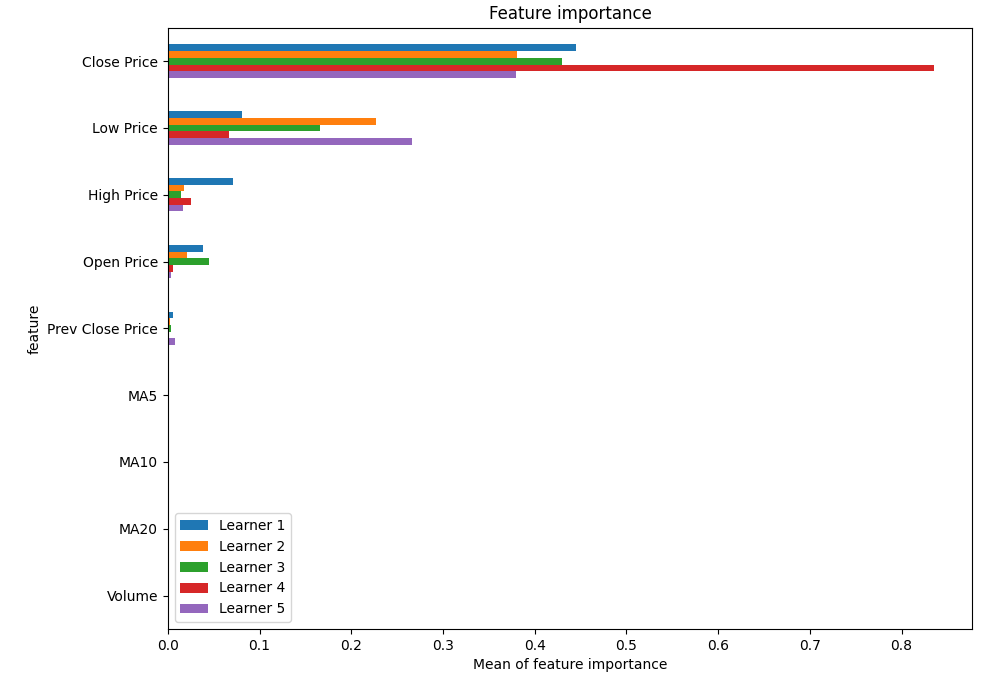 Feature importance
Close Price
Low Price
High Price
Open Price
Prev Close Price
MA5
MA10
MA20
Volume
feature
Learner 1
Learner 2
Learner 3
Learner 4
Learner 5
0.0 0.1 0.2 0.3 0.4 0.5 0.6 0.7 0.8
Mean of feature importance